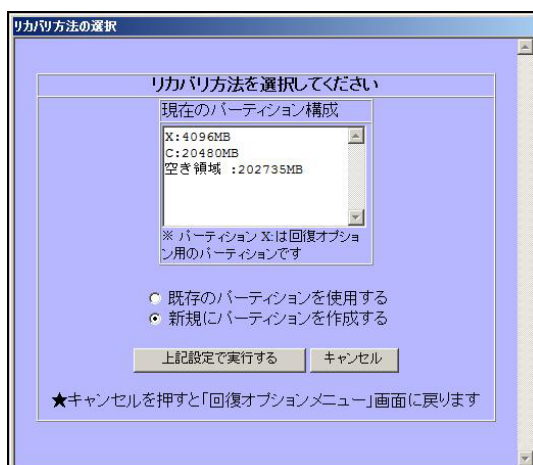 リカバリ方法の選択
リカバリ方法を選択してください
現在のパーティション構成
X:4096MB
C:20480MB
空き領域 :202735MB
※ パーティション X:は回復オプショ
ン用のパーティションです
既存のパーティションを使用する
新規にパーティションを作成する
上記設定で実行する
キャンセル
★キャンセルを押すと「回復オプションメニュー」画面に戻ります